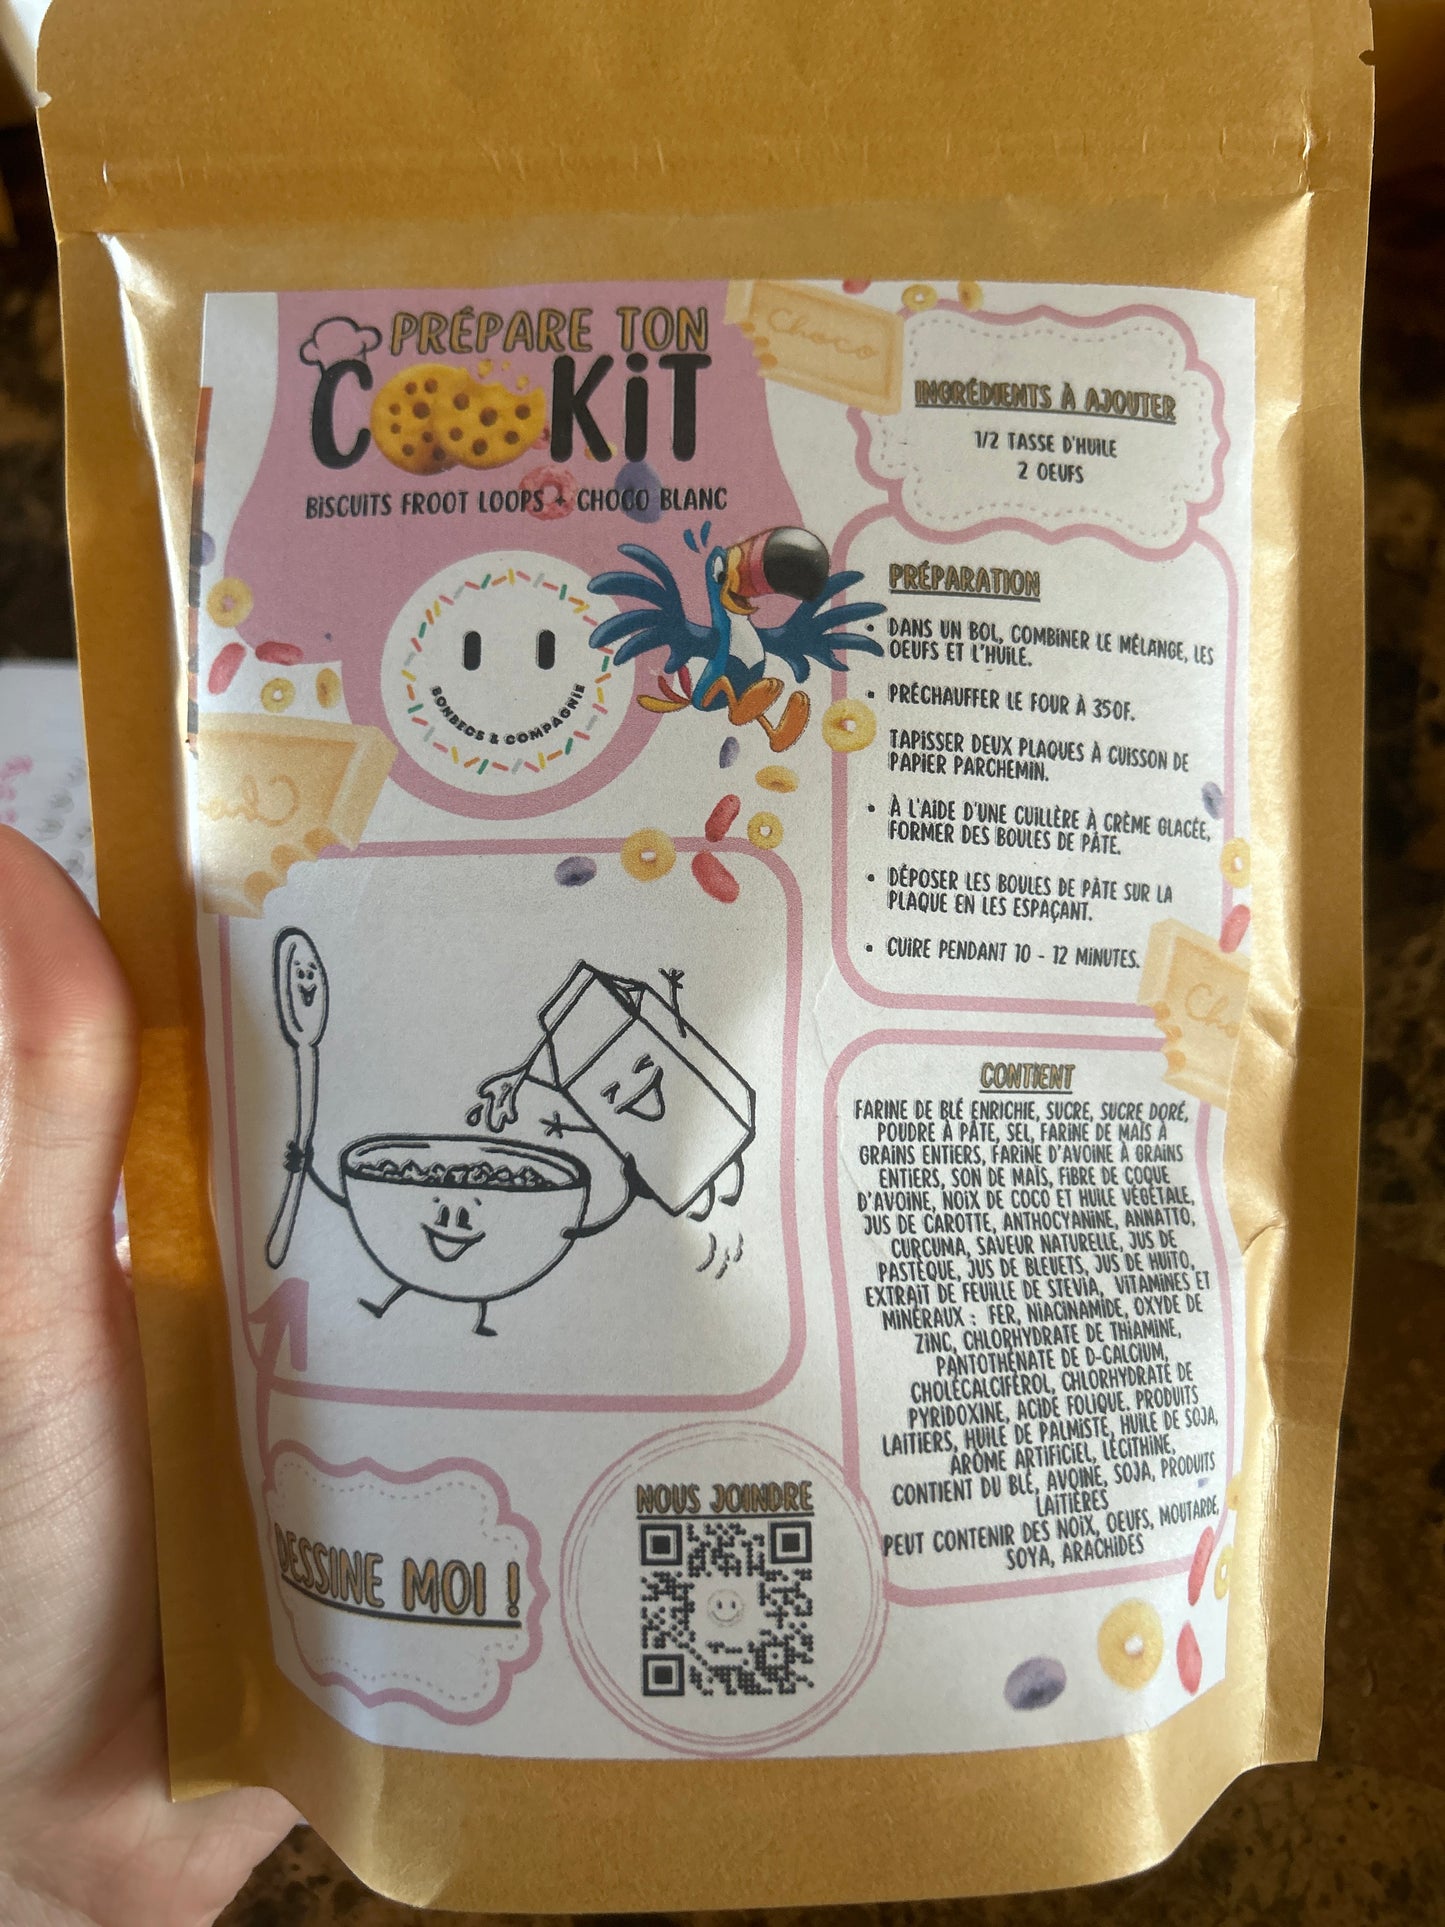 PRÉPARE TON
COOKiT
BISCUITS FROOT LOOPS + CHOCO BLANC
BONBECS & COMPAGNIE
Choco
INGRÉDIENTS À AJOUTER
1/2 TASSE D'HUILE
2 OEUFS
PRÉPARATION
• DANS UN BOL, COMBINER LE MÉLANGE, LES
OEUFS ET L'HUILE.
• PRÉCHAUFFER LE FOUR À 350F.
TAPISSER DEUX PLAQUES À CUISSON DE
PAPIER PARCHEMIN.
• À L'AIDE D'UNE CUILLÈRE À CRÈME GLACÉE,
FORMER DES BOULES DE PÂTE.
• DÉPOSER LES BOULES DE PÂTE SUR LA
PLAQUE EN LES ESPAÇANT.
• CUIRE PENDANT 10 - 12 MINUTES.
Cho
CONTIENT
FARINE DE BLÉ ENRICHIE, SUCRE, SUCRE DORÉ,
POUDRE À PÂTE, SEL, FARINE DE MAÏS À
GRAINS ENTIERS, FARINE D'AVOINE À GRAINS
ENTIERS, SON DE MAÏS, FIBRE DE COQUE
D'AVOINE, NOIX DE COCO ET HUILE VÉGÉTALE,
JUS DE CAROTTE, ANTHOCYANINE, ANNATTO,
CURCUMA, SAVEUR NATURELLE, JUS DE
PASTÈQUE, JUS DE BLEUETS, JUS DE HUITO,
EXTRAIT DE FEUILLE DE STEVIA, VITAMINES ET
MINÉRAUX : FER, NIACINAMIDE, OXYDE DE
ZINC, CHLORHYDRATE DE THIAMINE,
PANTOTHÉNATE DE D-CALCIUM,
CHOLÉCALCIFÉROL, CHLORHYDRATE DE
PYRIDOXINE, ACIDE FOLIQUE. PRODUITS
LAITIERS, HUILE DE PALMISTE, HUILE DE SOJA,
ARÔME ARTIFICIEL, LÉCITHINE,
CONTIENT DU BLÉ, AVOINE, SOJA, PRODUITS
LAITIÈRES
PEUT CONTENIR DES NOIX, OEUFS, MOUTARDE,
SOYA, ARACHIDES
DESSINE MOI !
NOUS JOINDRE